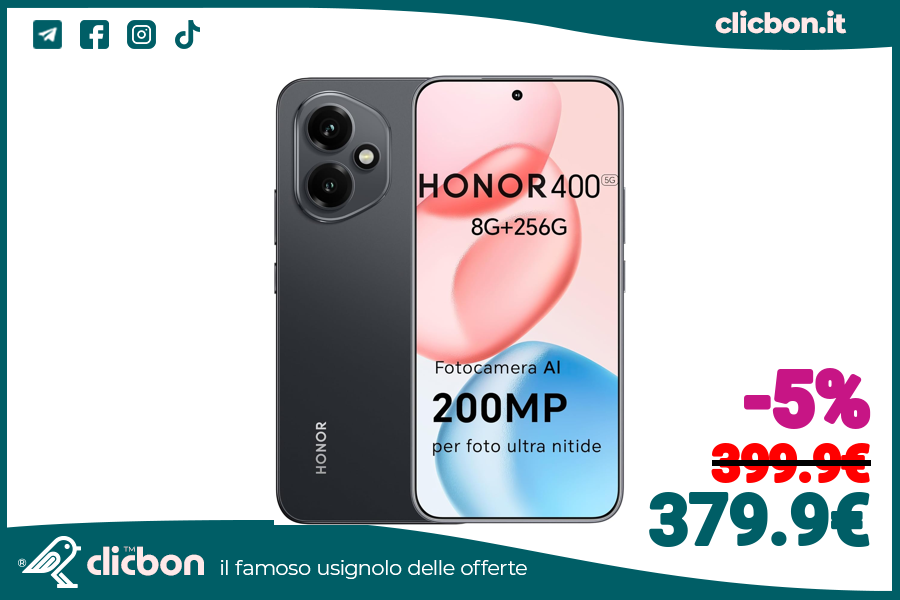 clicbon.it
HONOR 400 5G
8G+256G
Fotocamera AI
200MP
per foto ultra nitide
HONOR
-5%
399.9€
379.9€
® clicbon™ il famoso usignolo delle offerte